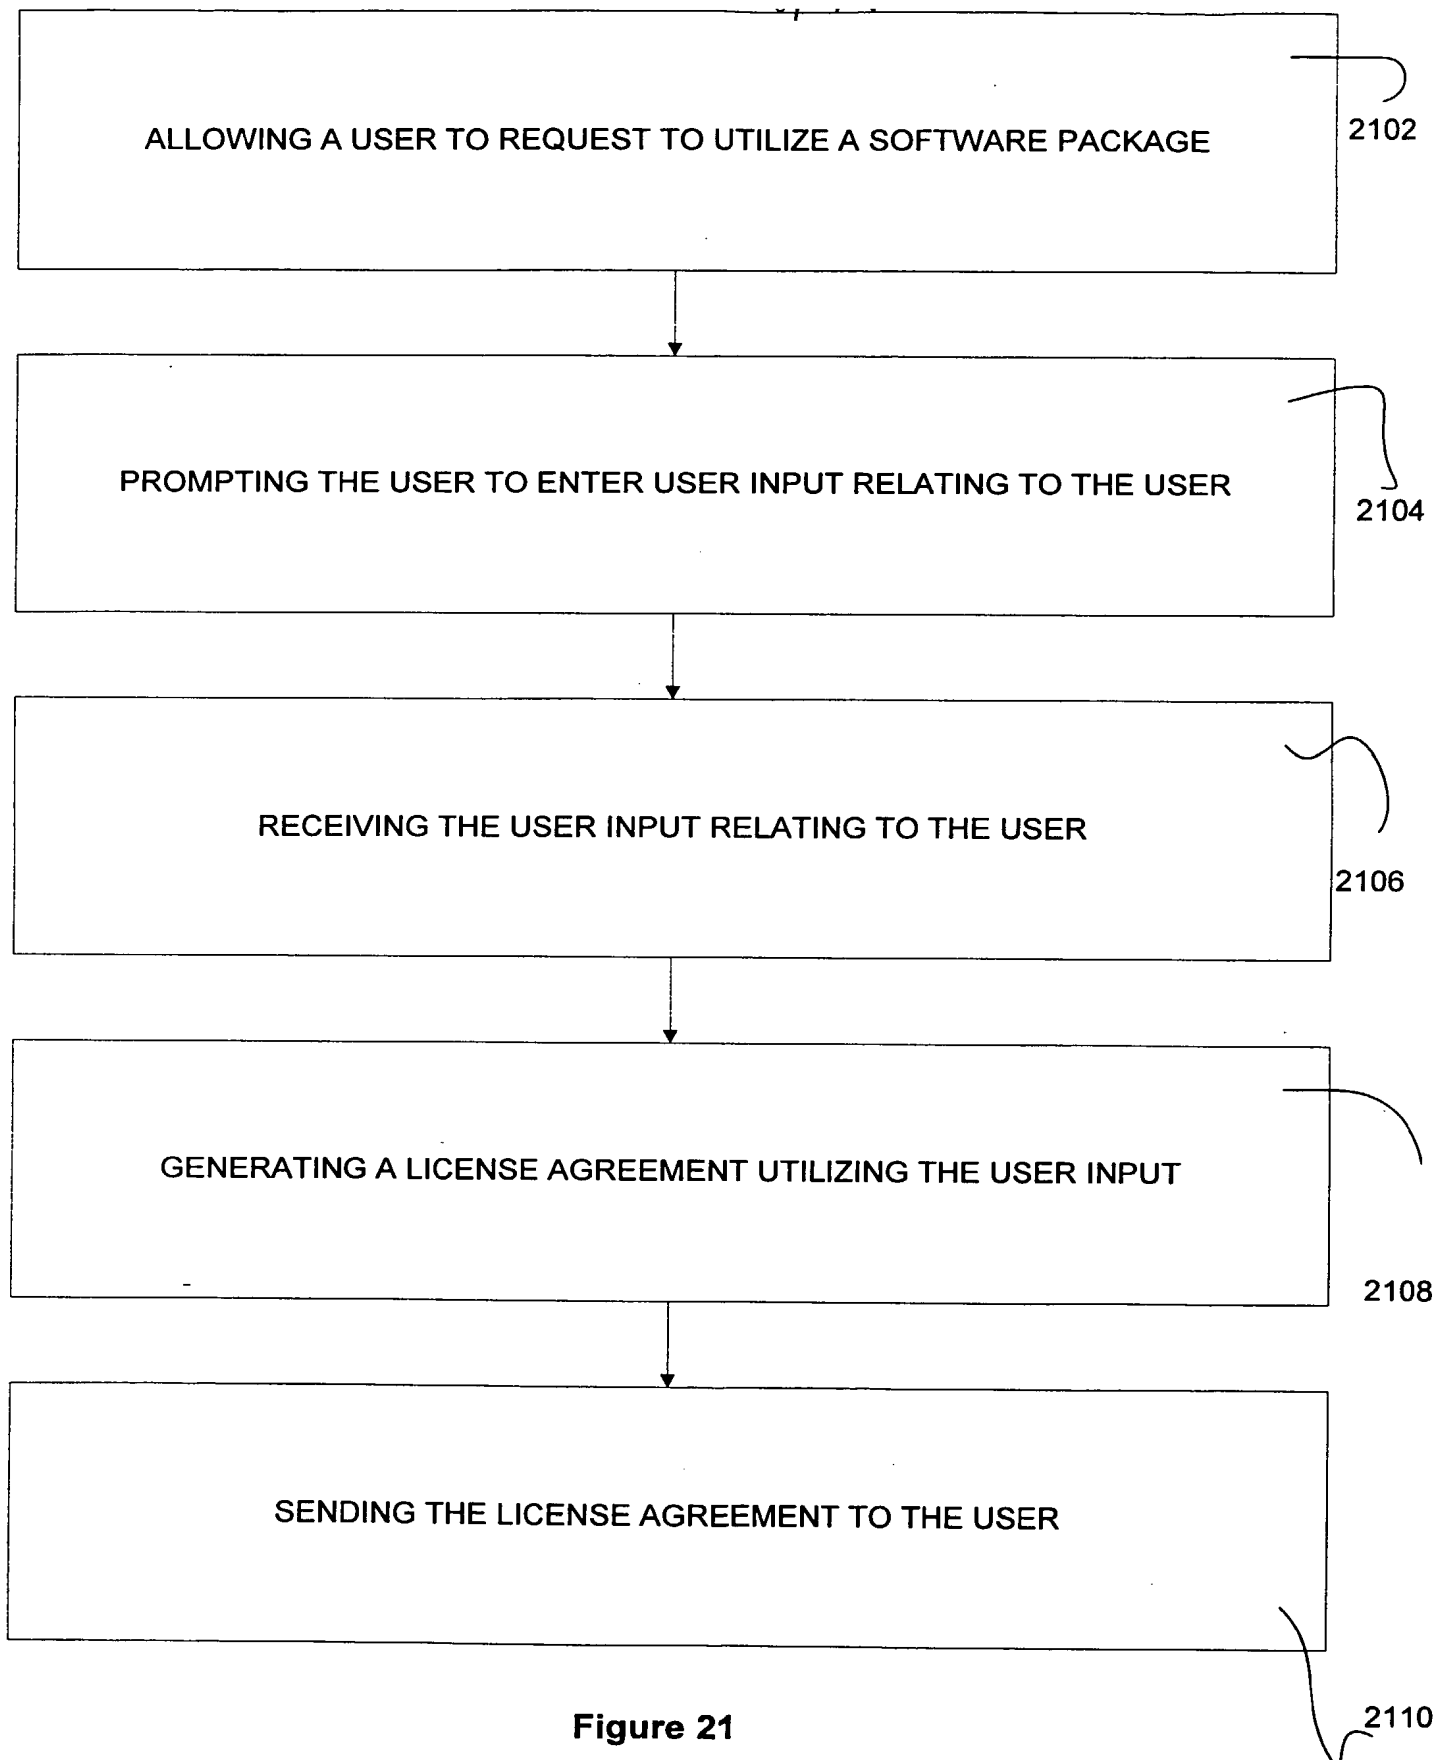 ALLOWING A USER TO REQUEST TO UTILIZE A SOFTWARE PACKAGE
2102
PROMPTING THE USER TO ENTER USER INPUT RELATING TO THE USER
2104
RECEIVING THE USER INPUT RELATING TO THE USER
2106
GENERATING A LICENSE AGREEMENT UTILIZING THE USER INPUT
2108
SENDING THE LICENSE AGREEMENT TO THE USER
2110
Figure 21